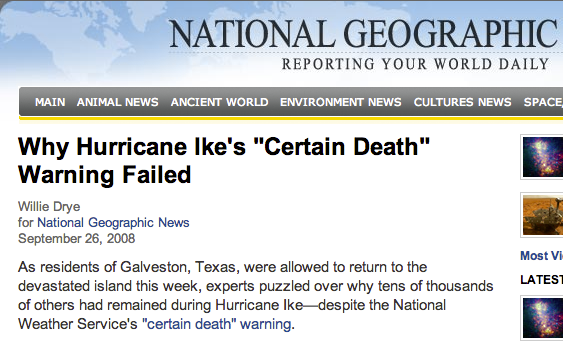 NATIONAL GEOGRAPHIC
REPORTING YOUR WORLD DAILY
MAIN ANIMAL NEWS ANCIENT WORLD ENVIRONMENT NEWS CULTURES NEWS SPACE/
Why Hurricane Ike's "Certain Death"
Warning Failed
Willie Drye
for National Geographic News
September 26, 2008
As residents of Galveston, Texas, were allowed to return to the
devastated island this week, experts puzzled over why tens of thousands
of others had remained during Hurricane Ike—despite the National
Weather Service's "certain death" warning.
Most Vi
LATEST